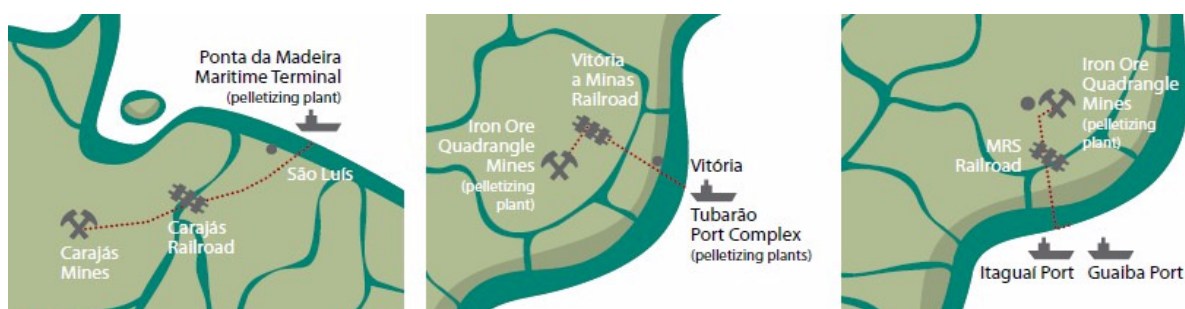 Ponta da Madeira
Maritime Terminal
(pelletizing plant)
São Luís
Carajás
Railroad
Carajás
Mines
Vitória
a Minas
Railroad
Iron Ore
Quadrangle
Mines
(pelletizing
plant)
Vitória
Tubarão
Port Complex
(pelletizing plants)
Iron Ore
Quadrangle
Mines
(pelletizing
plant)
MRS
Railroad
Itaguaí Port
Guaiba Port